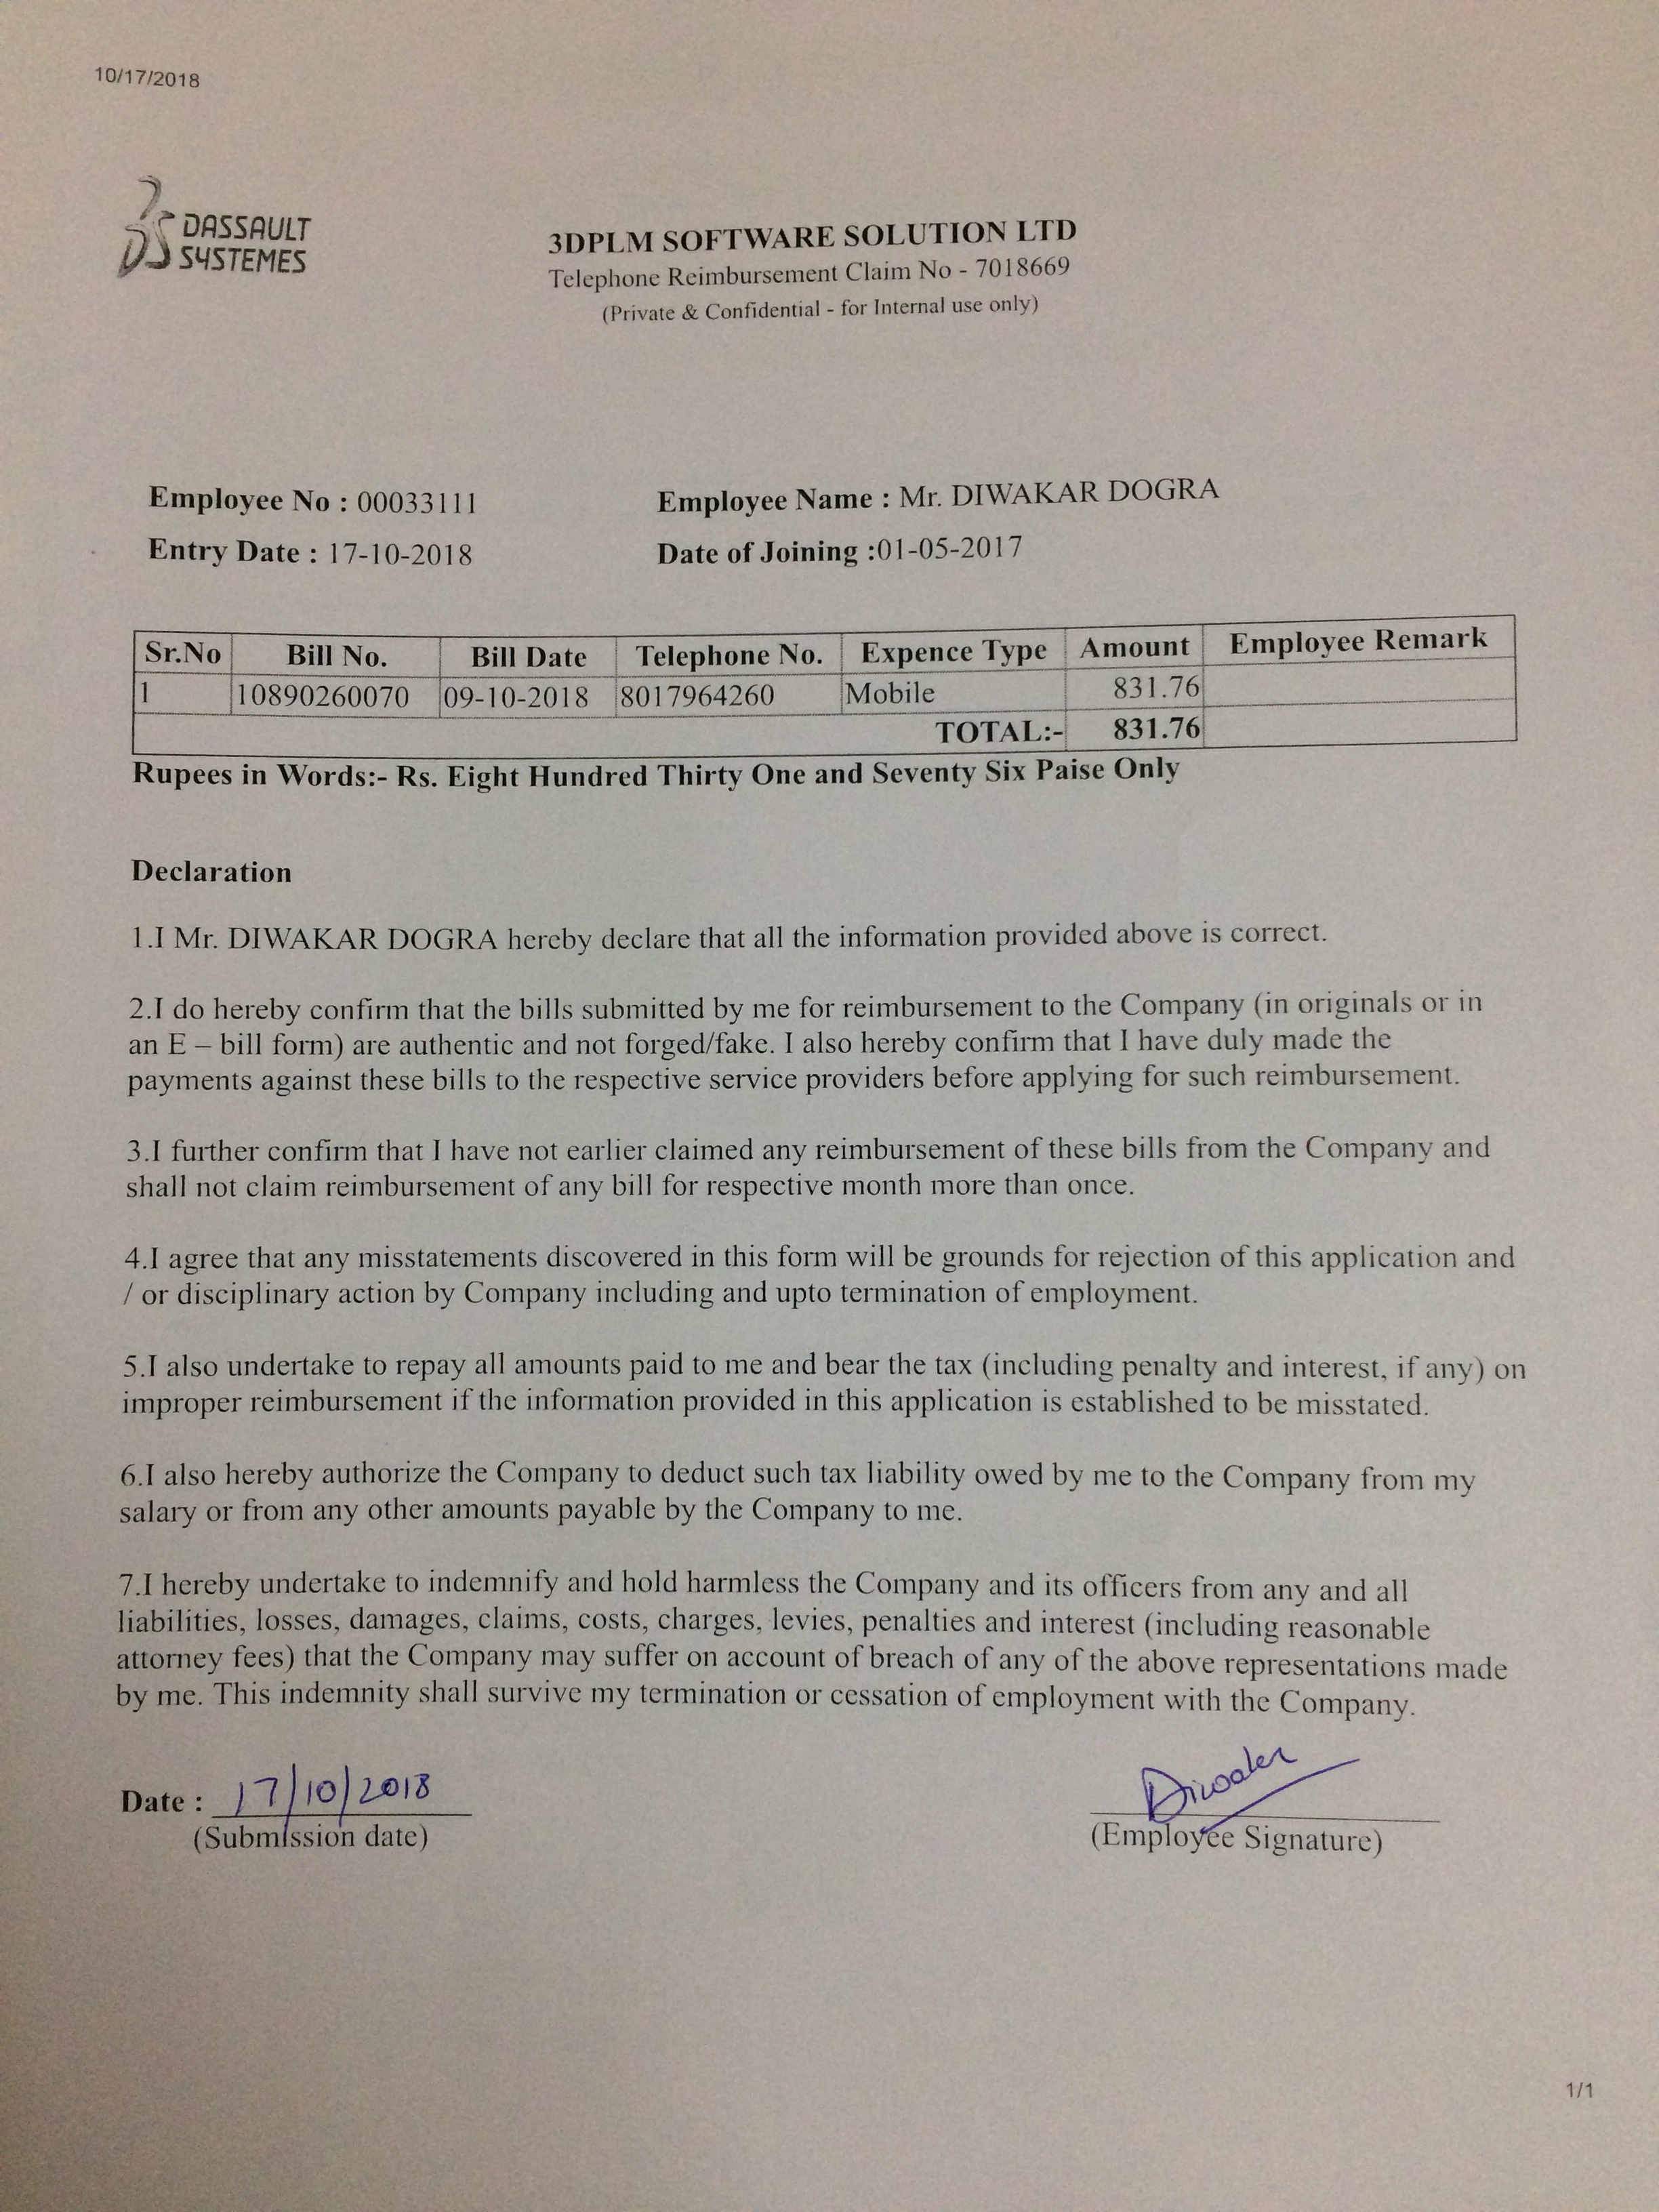 10/17/2018
DASSAULT
SYSTEMES
3DPLM SOFTWARE SOLUTION LTD
Telephone Reimbursement Claim No - 7018669
(Private & Confidential - for Internal use only)
Employee No : 00033111 Employee Name : Mr. DIWAKAR DOGRA
Entry Date : 17-10-2018 Date of Joining :01-05-2017
Sr.No Bill No. Bill Date Telephone No. Expence Type Amount Employee Remark
1 10890260070 09-10-2018 8017964260 Mobile 831.76
TOTAL:- 831.76
Rupees in Words:- Rs. Eight Hundred Thirty One and Seventy Six Paise Only
Declaration
1.I Mr. DIWAKAR DOGRA hereby declare that all the information provided above is correct.
2.I do hereby confirm that the bills submitted by me for reimbursement to the Company (in originals or in
an E – bill form) are authentic and not forged/fake. I also hereby confirm that I have duly made the
payments against these bills to the respective service providers before applying for such reimbursement.
3.I further confirm that I have not earlier claimed any reimbursement of these bills from the Company and
shall not claim reimbursement of any bill for respective month more than once.
4.I agree that any misstatements discovered in this form will be grounds for rejection of this application and
/ or disciplinary action by Company including and upto termination of employment.
5.I also undertake to repay all amounts paid to me and bear the tax (including penalty and interest, if any) on
improper reimbursement if the information provided in this application is established to be misstated.
6.I also hereby authorize the Company to deduct such tax liability owed by me to the Company from my
salary or from any other amounts payable by the Company to me.
7.I hereby undertake to indemnify and hold harmless the Company and its officers from any and all
liabilities, losses, damages, claims, costs, charges, levies, penalties and interest (including reasonable
attorney fees) that the Company may suffer on account of breach of any of the above representations made
by me. This indemnity shall survive my termination or cessation of employment with the Company.
Date : 17/10/2018 Diwakar
(Submission date) (Employee Signature)
1/1